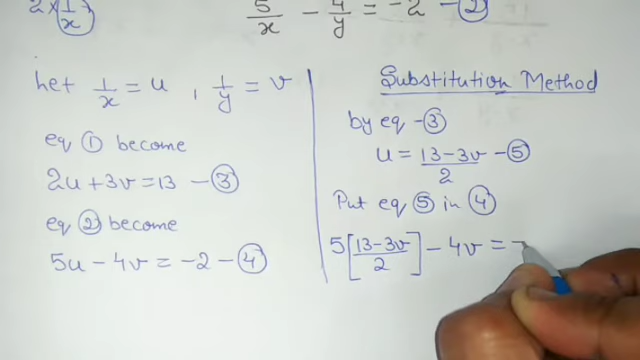 2×(1/x)
5/x − 4/y = −2 −②
Let 1/x = u, 1/y = v
eq ① become
2u + 3v = 13 −③
eq ② become
5u − 4v = −2 −④
Substitution Method
by eq −③
u = (13−3v)/2 −⑤
Put eq ⑤ in ④
5[(13−3v)/2] − 4v = −